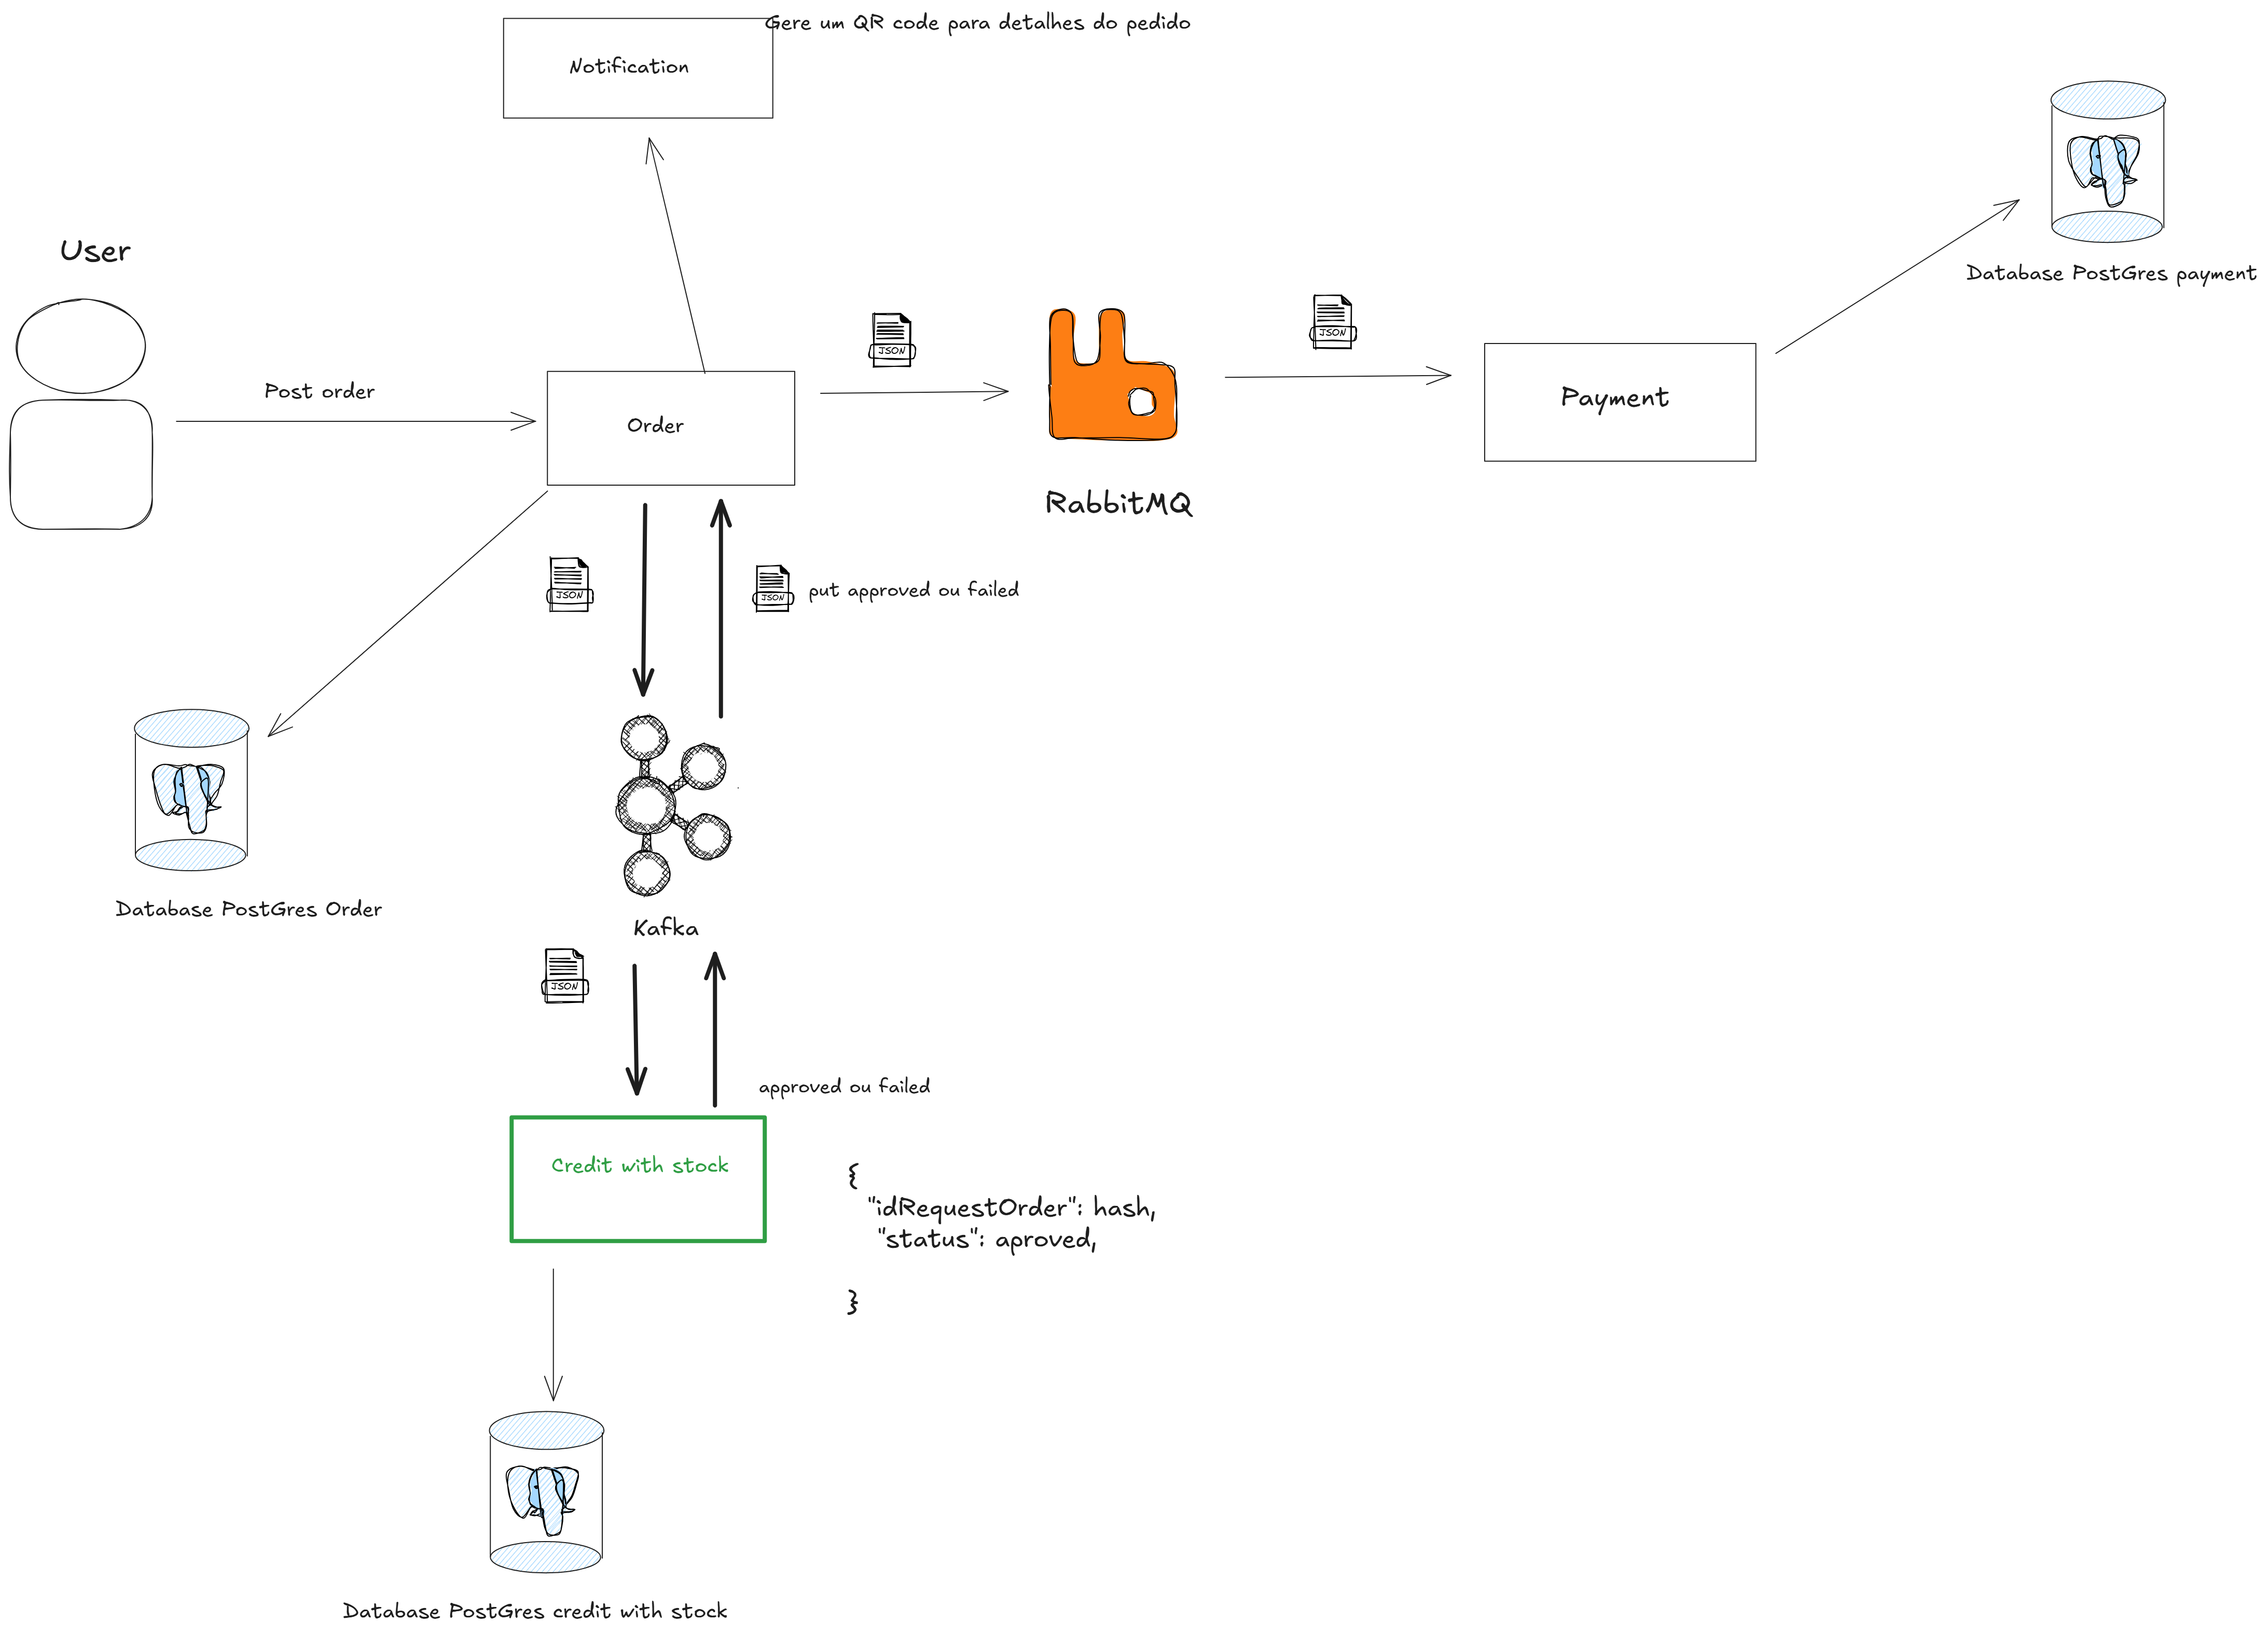 Gere um QR code para detalhes do pedido
Notification
User
Database PostGres payment
JSON
JSON
Post order
Order
Payment
RabbitMQ
JSON
JSON
put approved ou failed
Database PostGres Order
Kafka
JSON
approved ou failed
Credit with stock
{
"idRequestOrder": hash,
"status": aproved,
}
Database PostGres credit with stock